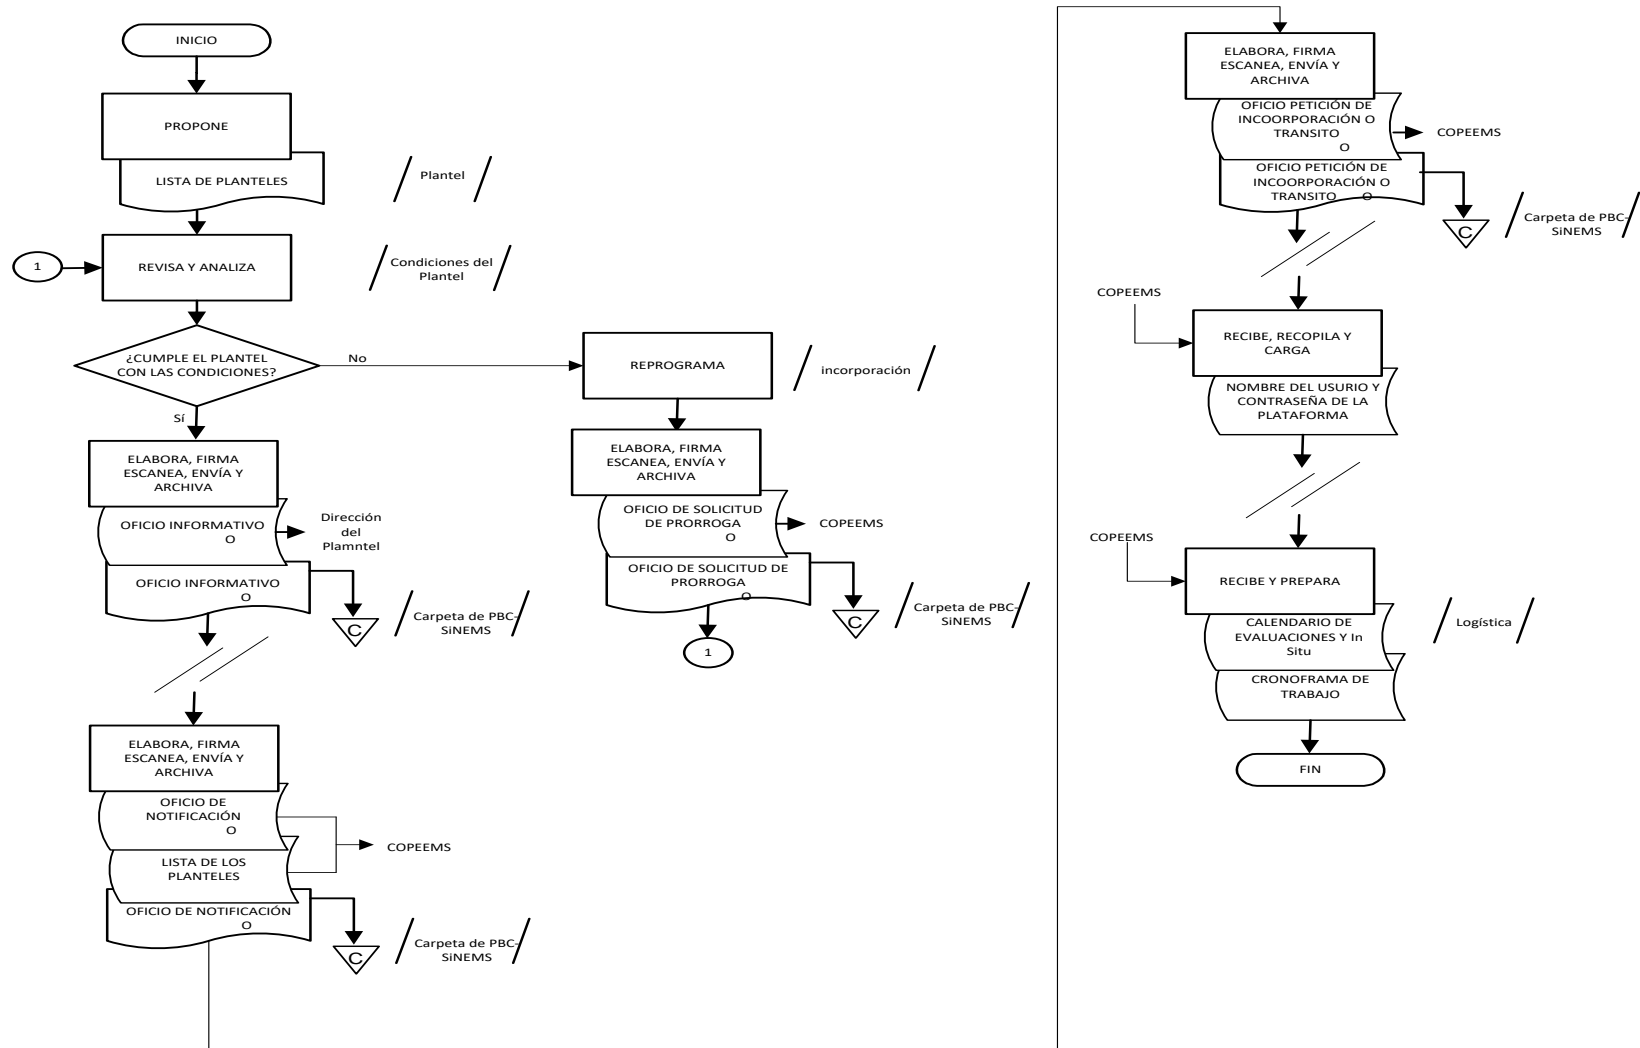 INICIO
PROPONE
LISTA DE PLANTELES
Plantel
1
REVISA Y ANALIZA
Condiciones del
Plantel
¿CUMPLE EL PLANTEL
CON LAS CONDICIONES?
No
Sí
REPROGRAMA
incorporación
ELABORA, FIRMA
ESCANEA, ENVÍA Y
ARCHIVA
OFICIO INFORMATIVO
O
Dirección
del
Plamntel
OFICIO INFORMATIVO
O
C
Carpeta de PBC-
SiNEMS
ELABORA, FIRMA
ESCANEA, ENVÍA Y
ARCHIVA
OFICIO DE SOLICITUD
DE PRORROGA
O
COPEEMS
OFICIO DE SOLICITUD DE
PRORROGA
O
C
Carpeta de PBC-
SiNEMS
1
ELABORA, FIRMA
ESCANEA, ENVÍA Y
ARCHIVA
OFICIO DE
NOTIFICACIÓN
O
LISTA DE LOS
PLANTELES
COPEEMS
OFICIO DE NOTIFICACIÓN
O
C
Carpeta de PBC-
SiNEMS
ELABORA, FIRMA
ESCANEA, ENVÍA Y
ARCHIVA
OFICIO PETICIÓN DE
INCOORPORACIÓN O
TRANSITO
O
COPEEMS
OFICIO PETICIÓN DE
INCOORPORACIÓN O
TRANSITO O
C
Carpeta de PBC-
SiNEMS
COPEEMS
RECIBE, RECOPILA Y
CARGA
NOMBRE DEL USURIO Y
CONTRASEÑA DE LA
PLATAFORMA
COPEEMS
RECIBE Y PREPARA
CALENDARIO DE
EVALUACIONES Y In
Situ
Logística
CRONOFRAMA DE
TRABAJO
FIN